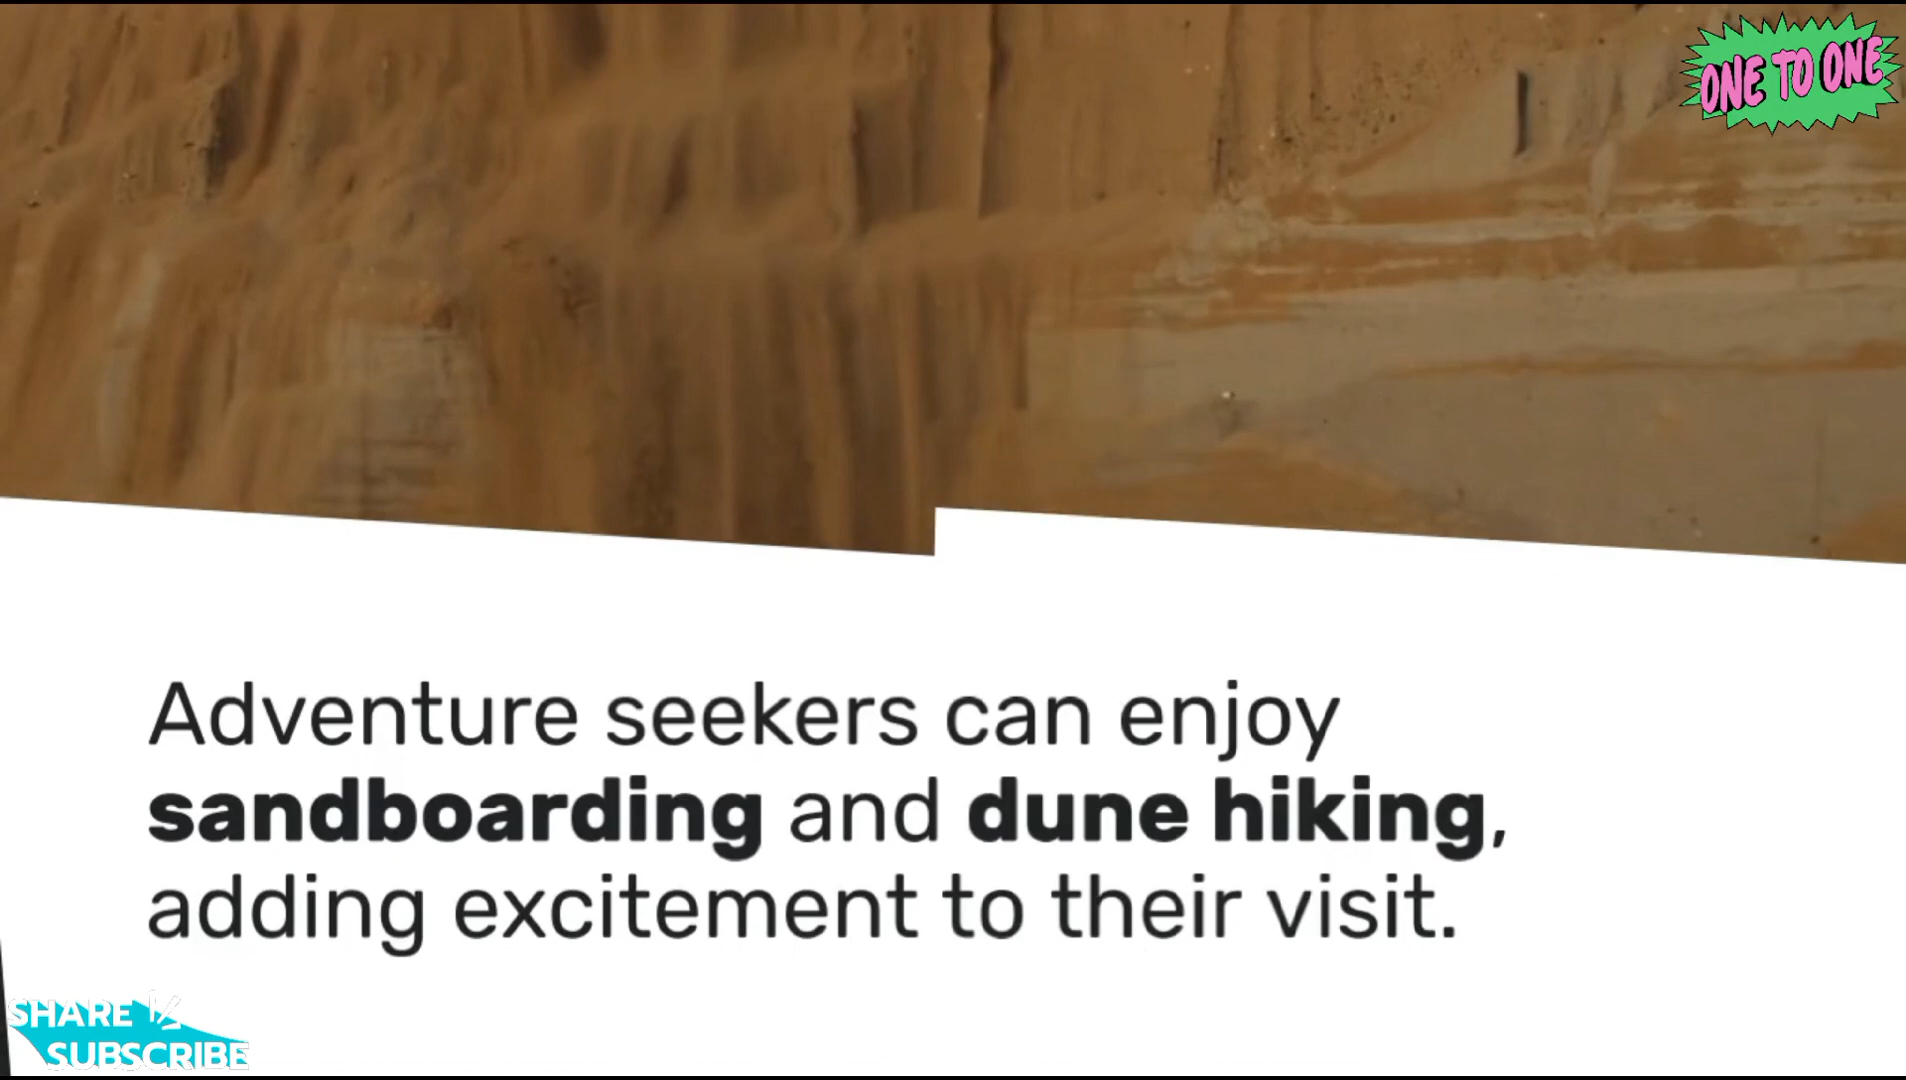 ONE TO ONE
Adventure seekers can enjoy
sandboarding and dune hiking,
adding excitement to their visit.
SHARE
SUBSCRIBE